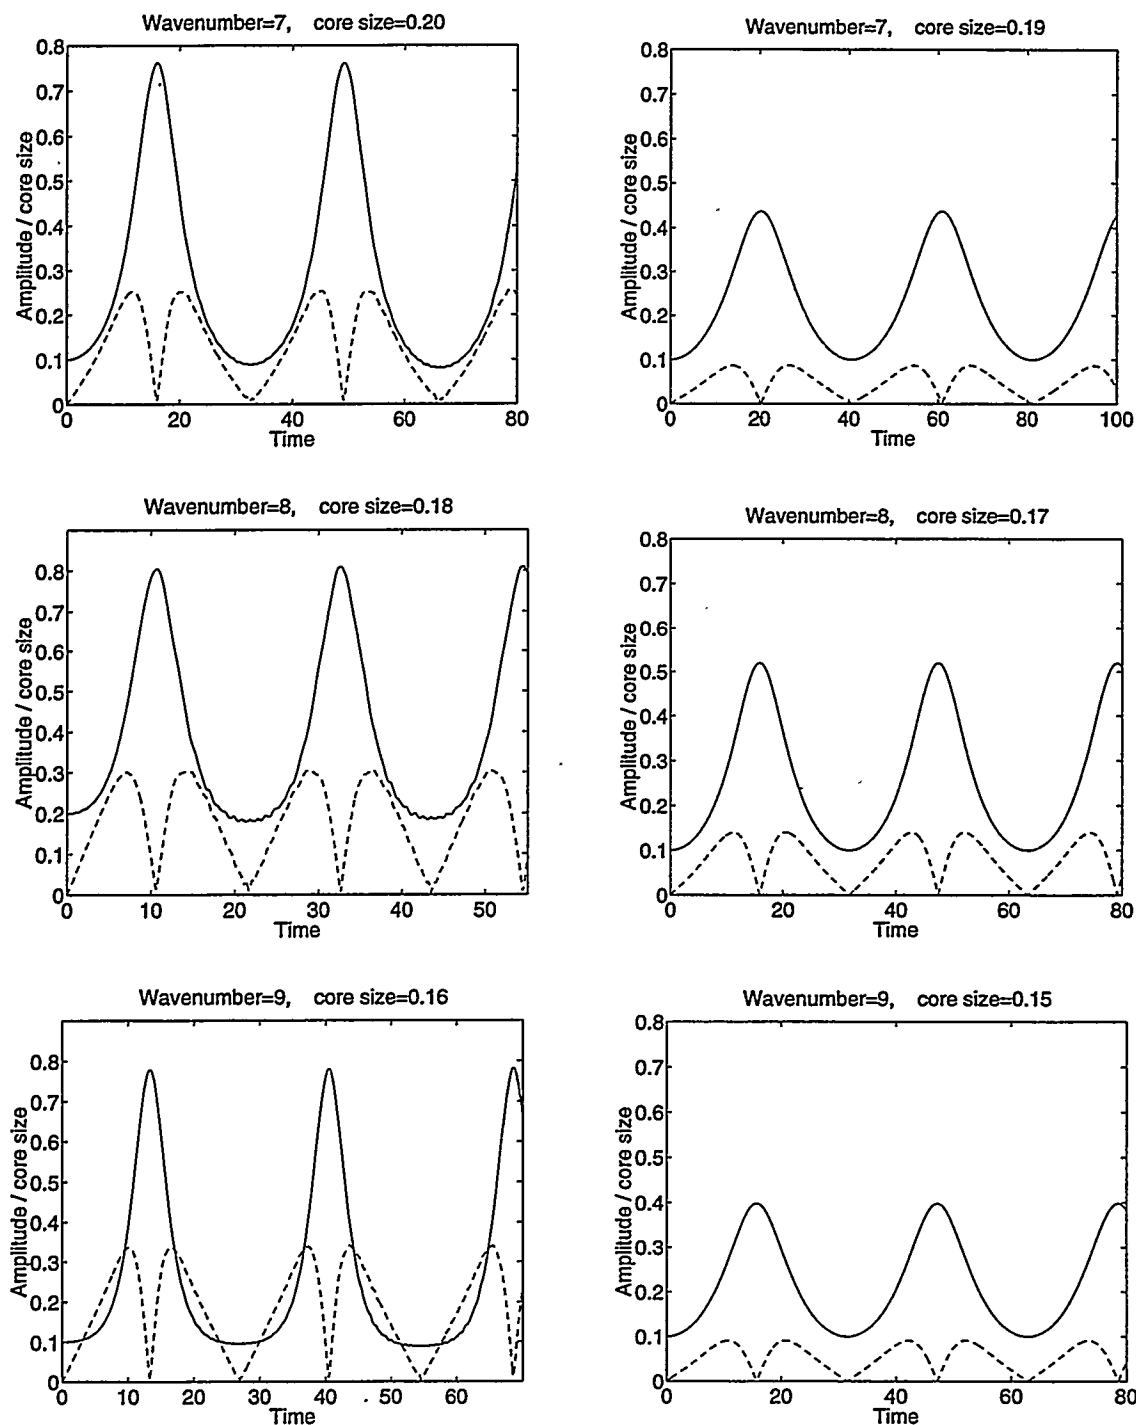 Wavenumber=7,   core size=0.20
0.8
0.7
0.6
0.5
0.4
0.3
0.2
0.1
0
Amplitude / core size
0 20 40 60 80
Time
Wavenumber=7,   core size=0.19
0.8
0.7
0.6
0.5
0.4
0.3
0.2
0.1
0
Amplitude / core size
0 20 40 60 80 100
Time
Wavenumber=8,   core size=0.18
0.8
0.7
0.6
0.5
0.4
0.3
0.2
0.1
0
Amplitude / core size
0 10 20 30 40 50
Time
Wavenumber=8,   core size=0.17
0.8
0.7
0.6
0.5
0.4
0.3
0.2
0.1
0
Amplitude / core size
0 20 40 60 80
Time
Wavenumber=9,   core size=0.16
0.8
0.7
0.6
0.5
0.4
0.3
0.2
0.1
0
Amplitude / core size
0 10 20 30 40 50 60
Time
Wavenumber=9,   core size=0.15
0.8
0.7
0.6
0.5
0.4
0.3
0.2
0.1
0
Amplitude / core size
0 20 40 60 80
Time